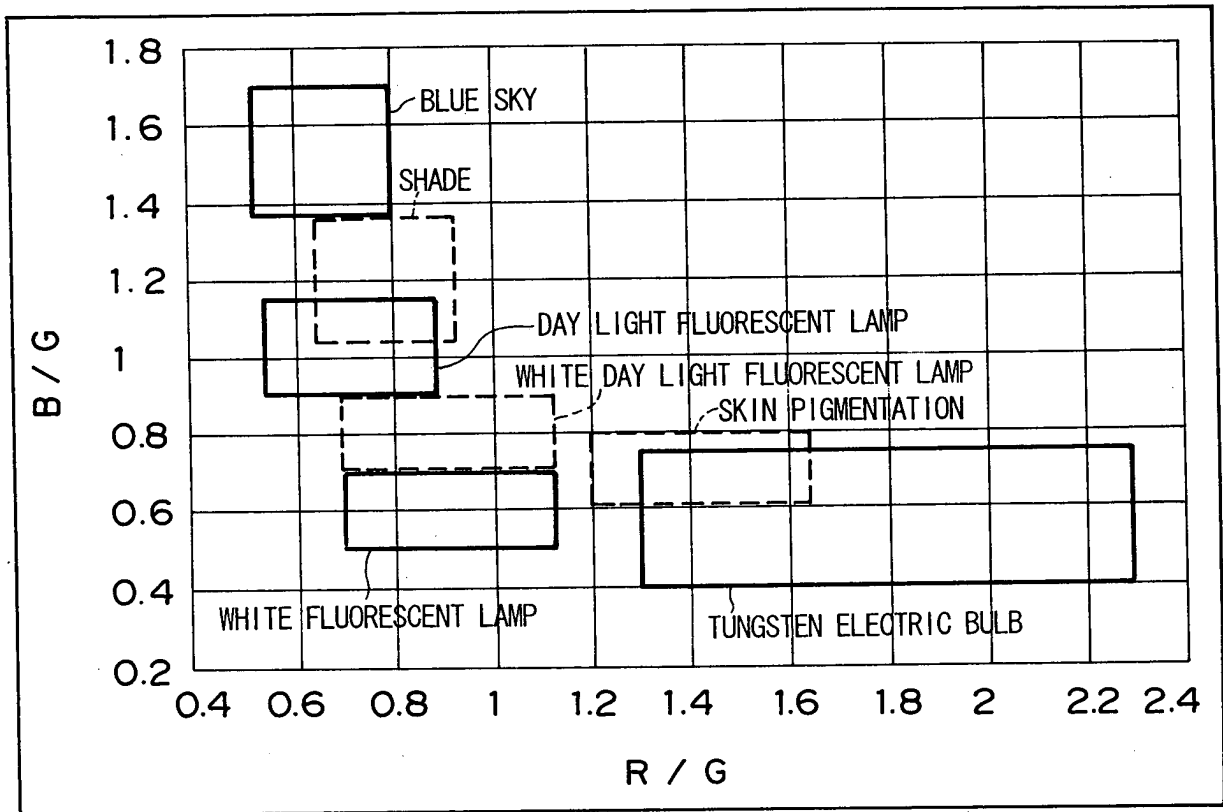 1.8
1.6
1.4
1.2
1
0.8
0.6
0.4
0.2
B / G
BLUE SKY
SHADE
DAY LIGHT FLUORESCENT LAMP
WHITE DAY LIGHT FLUORESCENT LAMP
SKIN PIGMENTATION
WHITE FLUORESCENT LAMP
TUNGSTEN ELECTRIC BULB
0.4 0.6 0.8 1 1.2 1.4 1.6 1.8 2 2.2 2.4
R / G